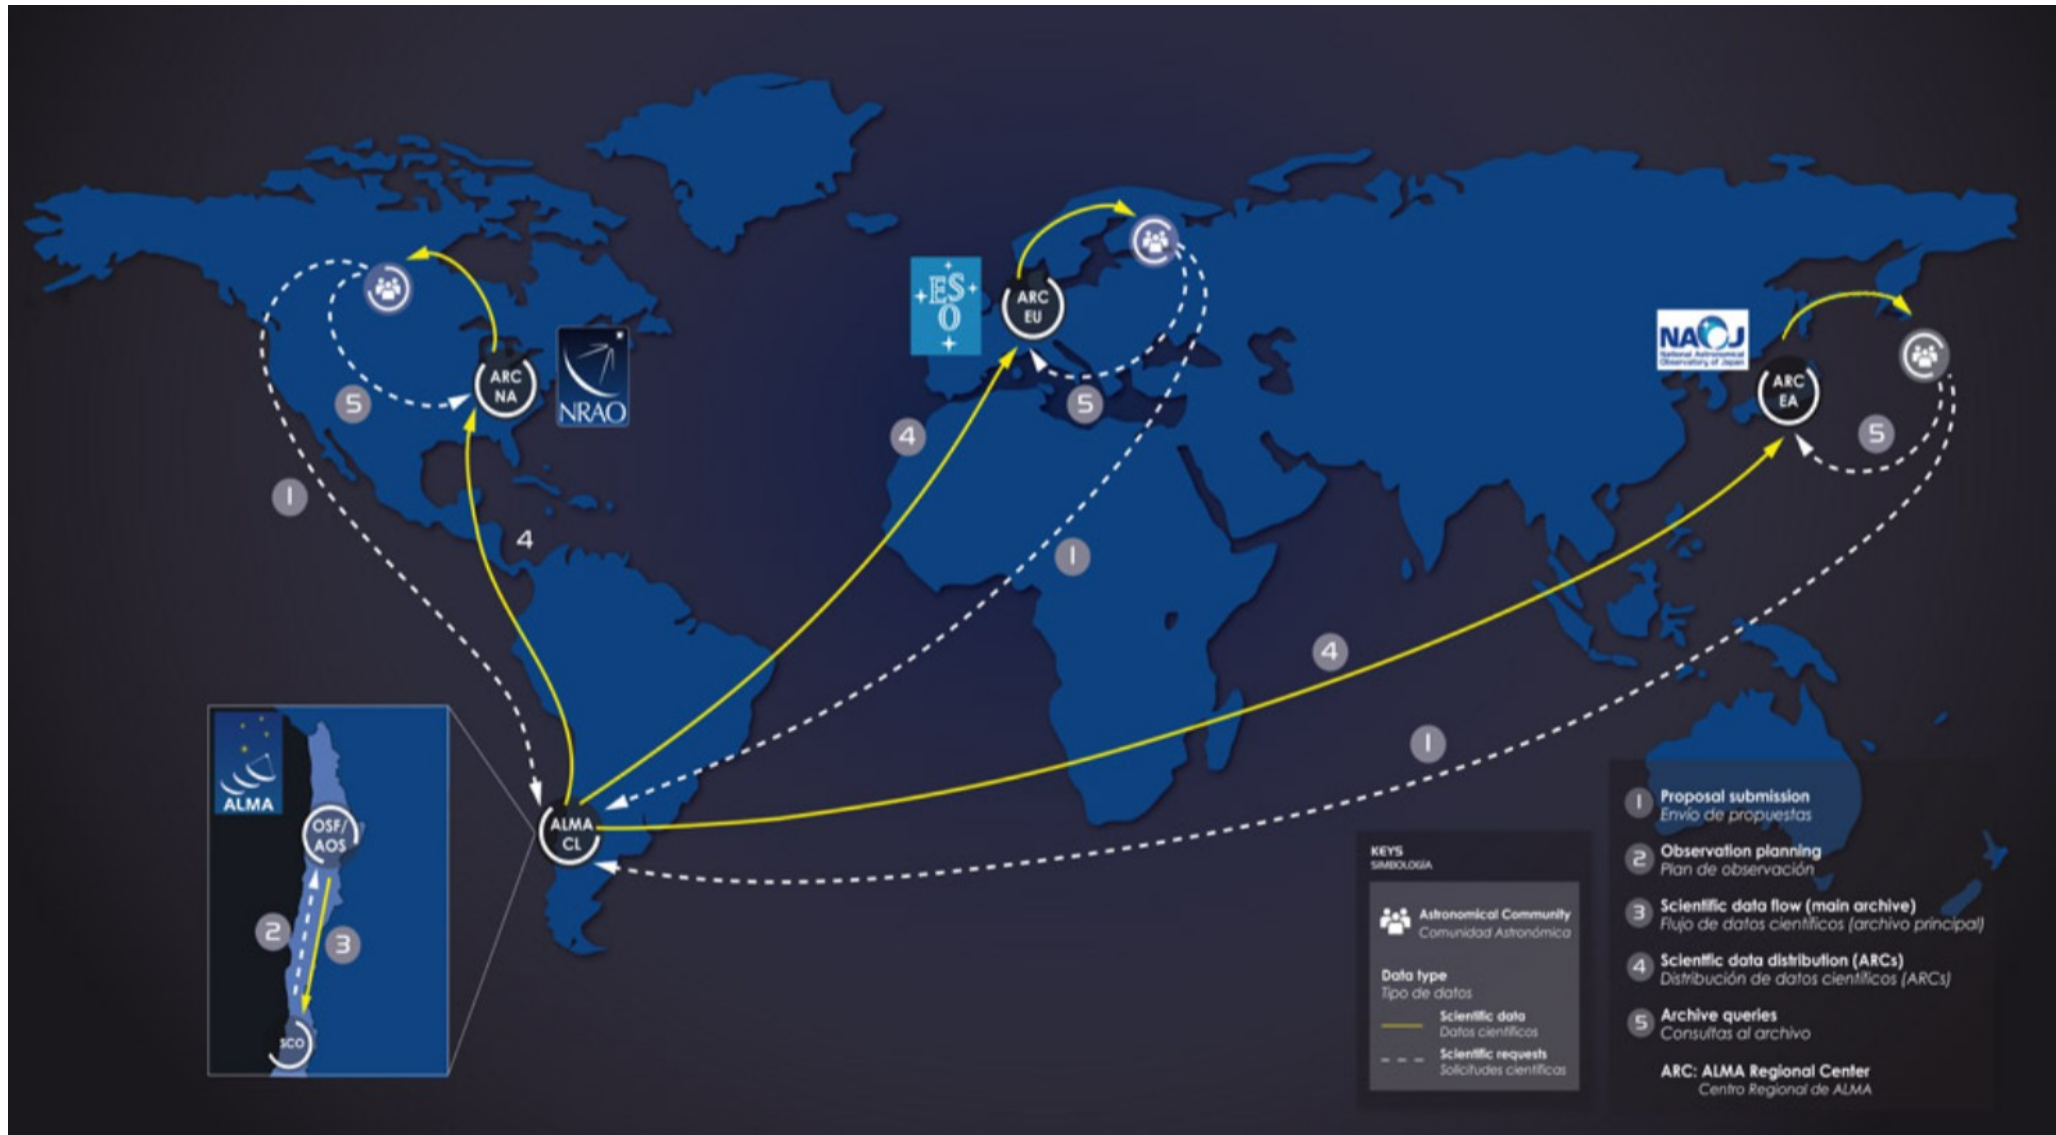 ARC
NA
NRAO
5
1
4
ES
O
ARC
EU
4
5
1
NAOJ
National Astronomical
Observatory of Japan
ARC
EA
5
4
1
ALMA
CL
ALMA
OSF/
AOS
2
3
SCO
KEYS
SIMBOLOGÍA
Astronomical Community
Comunidad Astronómica
Data type
Tipo de datos
Scientific data
Datos científicos
Scientific requests
Solicitudes científicas
1 Proposal submission
Envío de propuestas
2 Observation planning
Plan de observación
3 Scientific data flow (main archive)
Flujo de datos científicos (archivo principal)
4 Scientific data distribution (ARCs)
Distribución de datos científicos (ARCs)
5 Archive queries
Consultas al archivo
ARC: ALMA Regional Center
Centro Regional de ALMA